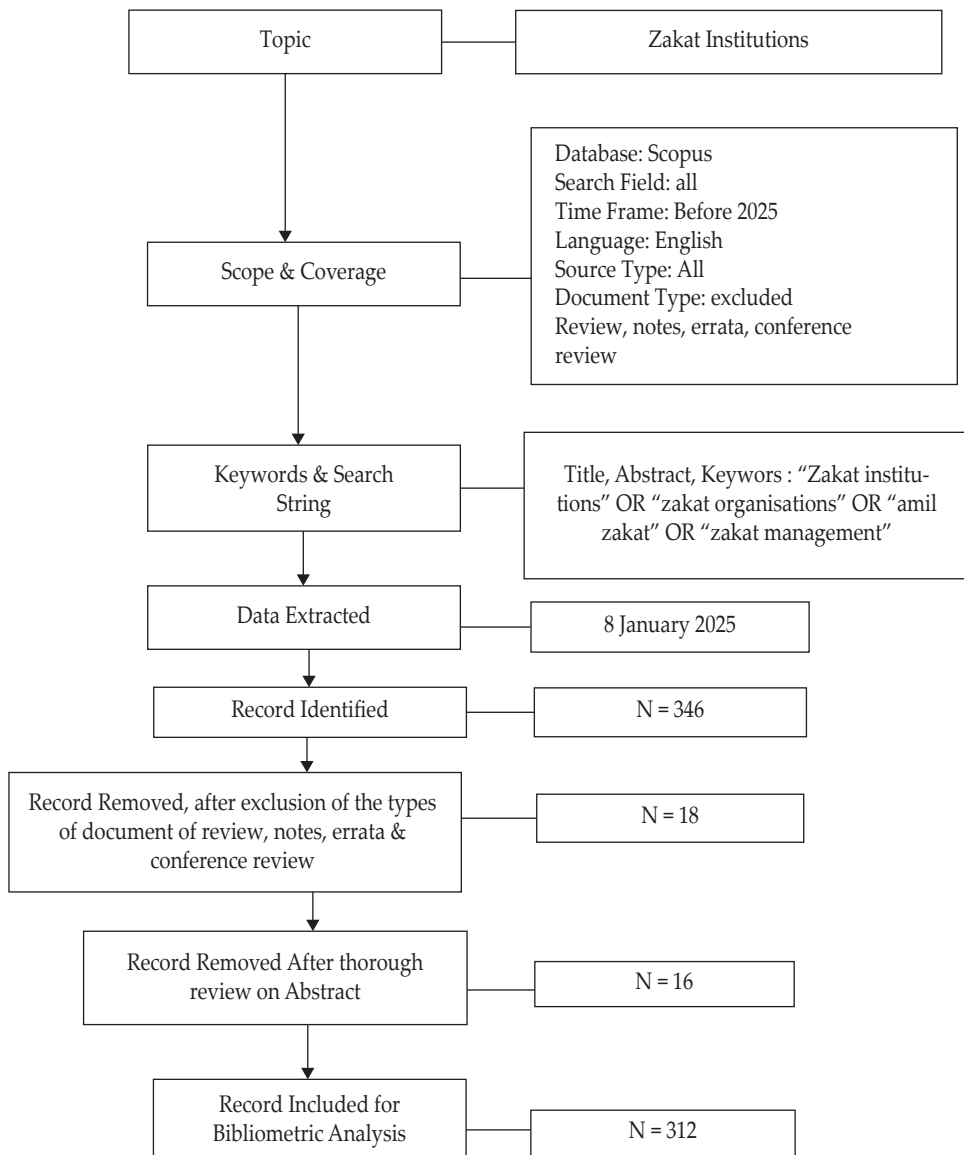 Topic
Zakat Institutions
Database: Scopus
Search Field: all
Time Frame: Before 2025
Language: English
Source Type: All
Document Type: excluded
Review, notes, errata, conference
review
Scope & Coverage
Keywords & Search
String
Title, Abstract, Keywors : “Zakat institu-
tions” OR “zakat organisations” OR “amil
zakat” OR “zakat management”
Data Extracted
8 January 2025
Record Identified
N = 346
Record Removed, after exclusion of the types
of document of review, notes, errata &
conference review
N = 18
Record Removed After thorough
review on Abstract
N = 16
Record Included for
Bibliometric Analysis
N = 312